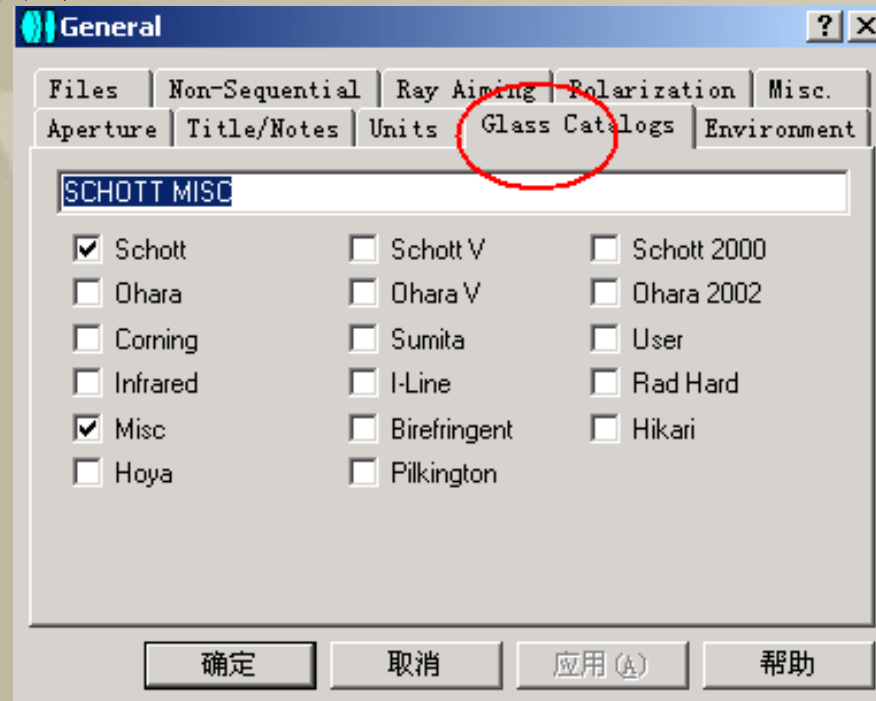 General
Files Non-Sequential Ray Aiming Polarization Misc.
Aperture Title/Notes Units Glass Catalogs Environment
SCHOTT MISC
Schott Schott V Schott 2000
Ohara Ohara V Ohara 2002
Corning Sumita User
Infrared I-Line Rad Hard
Misc Birefringent Hikari
Hoya Pilkington
确定 取消 应用(A) 帮助